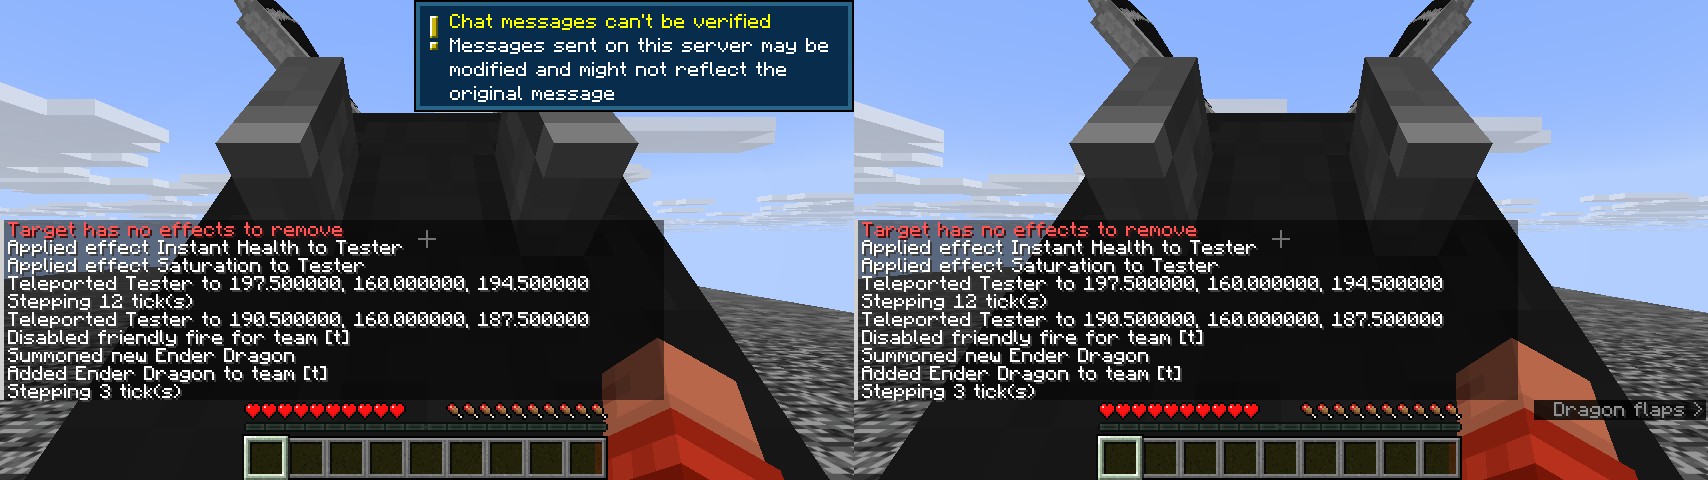 Chat messages can't be verified
Messages sent on this server may be
modified and might not reflect the
original message
Target has no effects to remove
Applied effect Instant Health to Tester
Applied effect Saturation to Tester
Teleported Tester to 197.500000, 160.000000, 194.500000
Stepping 12 tick(s)
Teleported Tester to 190.500000, 160.000000, 187.500000
Disabled friendly fire for team [t]
Summoned new Ender Dragon
Added Ender Dragon to team [t]
Stepping 3 tick(s)
Target has no effects to remove
Applied effect Instant Health to Tester
Applied effect Saturation to Tester
Teleported Tester to 197.500000, 160.000000, 194.500000
Stepping 12 tick(s)
Teleported Tester to 190.500000, 160.000000, 187.500000
Disabled friendly fire for team [t]
Summoned new Ender Dragon
Added Ender Dragon to team [t]
Stepping 3 tick(s)
Dragon flaps >